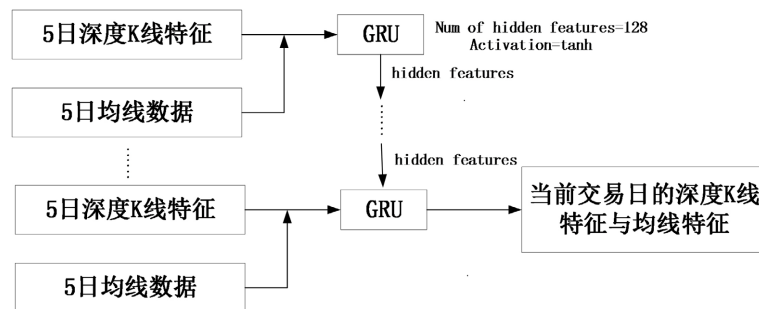 5日深度K线特征
GRU
Num of hidden features=128
Activation=tanh
hidden features
5日均线数据
hidden features
5日深度K线特征
GRU
当前交易日的深度K线
特征与均线特征
5日均线数据